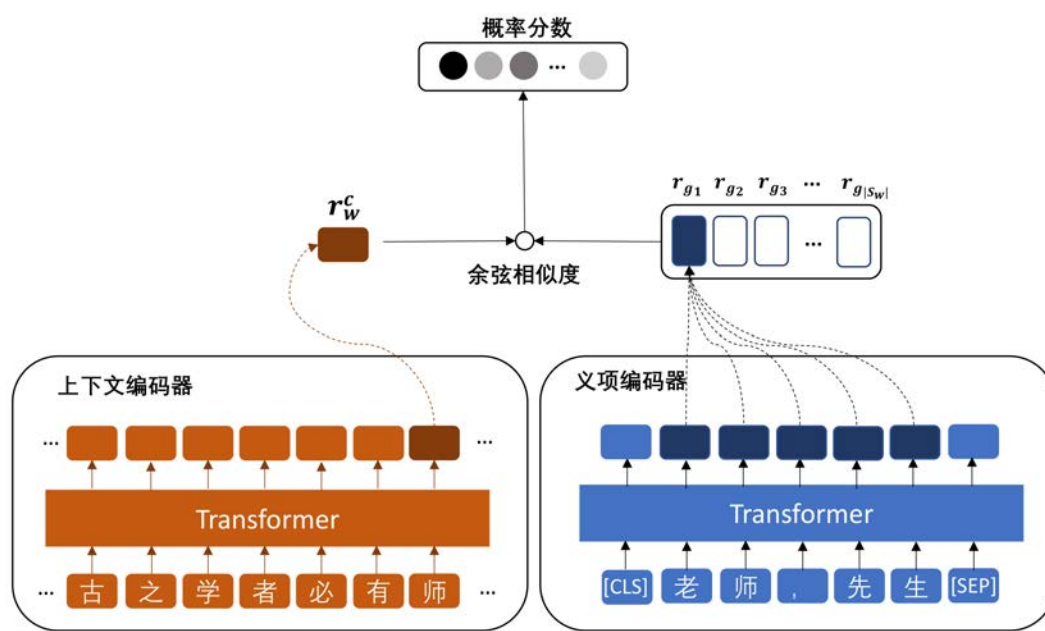 概率分数
...
r_{g_1} r_{g_2} r_{g_3} ... r_{g_{|S_w|}}
r_w^c
...
余弦相似度
上下文编码器
义项编码器
... ...
Transformer
Transformer
... 古 之 学 者 必 有 师 ...
[CLS] 老 师 , 先 生 [SEP]